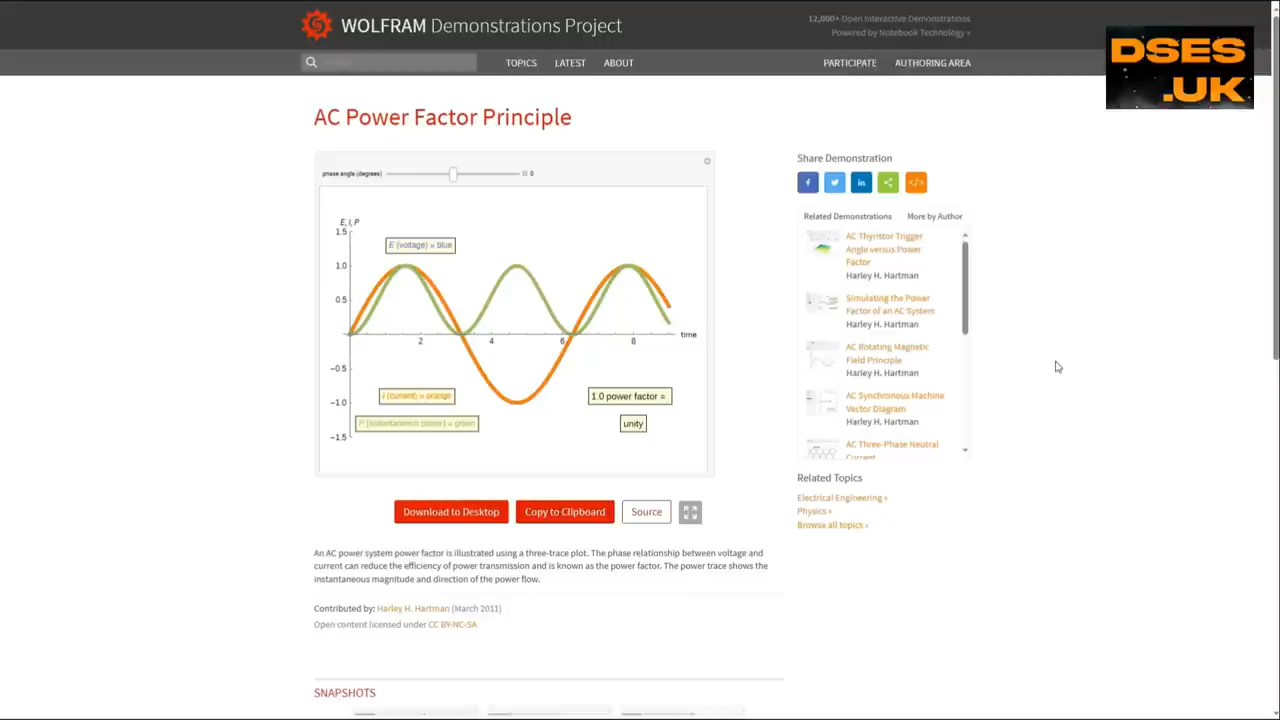 WOLFRAM Demonstrations Project
12,000+ Open Interactive Demonstrations
Powered by Notebook Technology »
DSES
.UK
TOPICS LATEST ABOUT
PARTICIPATE AUTHORING AREA
AC Power Factor Principle
phase angle (degrees) 0
E, I, P
1.5
E (voltage) = blue
1.0
0.5
2 4 6 8 time
−0.5
−1.0
−1.5
I (current) = orange
1.0 power factor =
P [instantaneous power] = green
unity
Share Demonstration
Related Demonstrations More by Author
AC Thyristor Trigger
Angle versus Power
Factor
Harley H. Hartman
Simulating the Power
Factor of an AC System
Harley H. Hartman
AC Rotating Magnetic
Field Principle
Harley H. Hartman
AC Synchronous Machine
Vector Diagram
Harley H. Hartman
AC Three-Phase Neutral
Current
Related Topics
Electrical Engineering »
Physics »
Browse all topics »
Download to Desktop Copy to Clipboard Source
An AC power system power factor is illustrated using a three-trace plot. The phase relationship between voltage and
current can reduce the efficiency of power transmission and is known as the power factor. The power trace shows the
instantaneous magnitude and direction of the power flow.
Contributed by: Harley H. Hartman (March 2011)
Open content licensed under CC BY-NC-SA
SNAPSHOTS